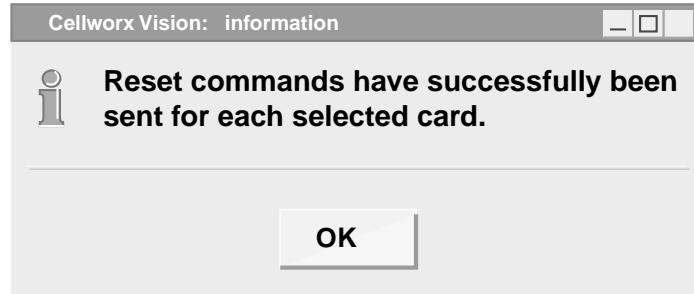 Cellworx Vision:   information
Reset commands have successfully been
sent for each selected card.
OK